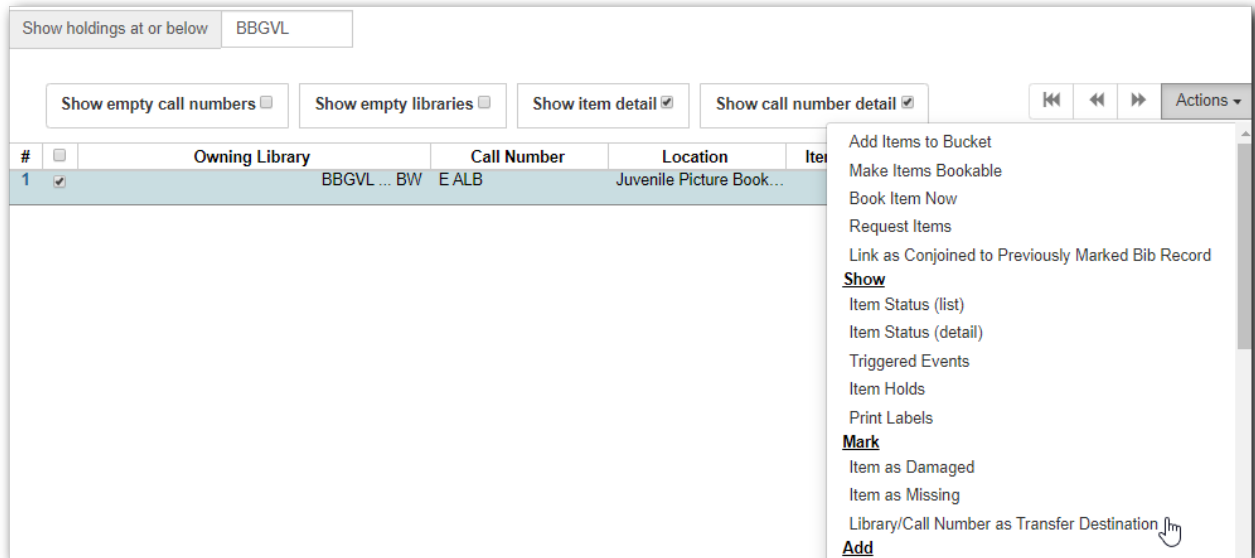 Show holdings at or below BBGVL
Show empty call numbers Show empty libraries Show item detail Show call number detail Actions
# Owning Library Call Number Location Iter
1 BBGVL ... BW E ALB Juvenile Picture Book…
Add Items to Bucket
Make Items Bookable
Book Item Now
Request Items
Link as Conjoined to Previously Marked Bib Record
Show
Item Status (list)
Item Status (detail)
Triggered Events
Item Holds
Print Labels
Mark
Item as Damaged
Item as Missing
Library/Call Number as Transfer Destination
Add